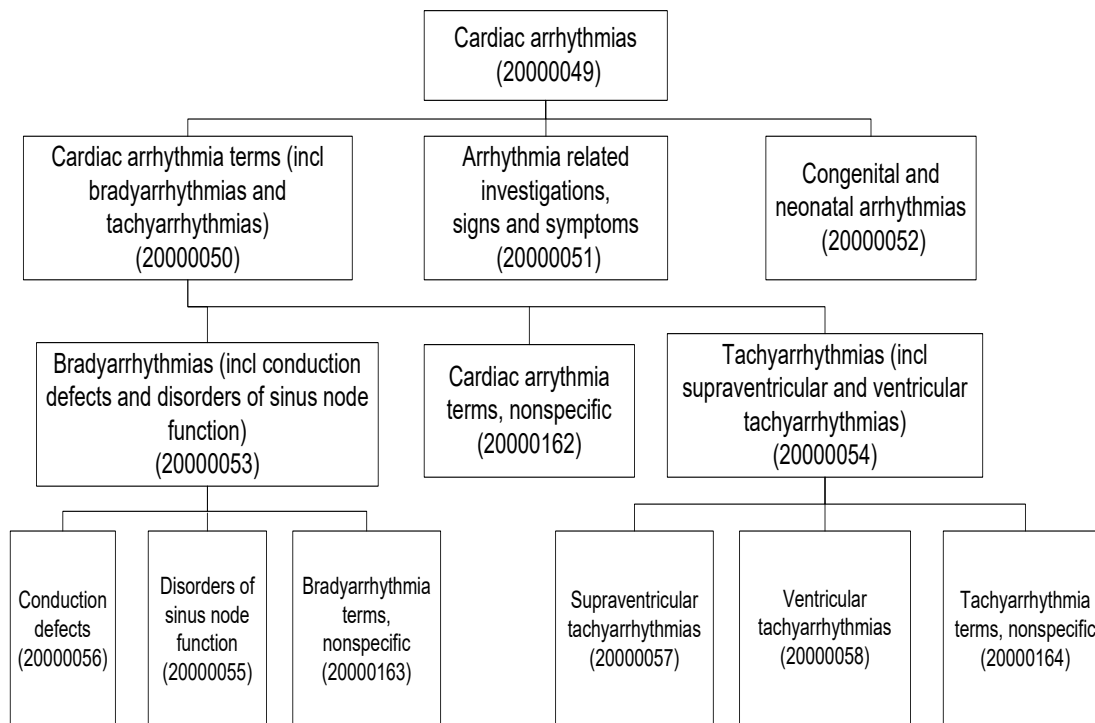 Cardiac arrhythmias
(20000049)
Cardiac arrhythmia terms (incl
bradyarrhythmias and
tachyarrhythmias)
(20000050)
Arrhythmia related
investigations,
signs and symptoms
(20000051)
Congenital and
neonatal arrhythmias
(20000052)
Bradyarrhythmias (incl conduction
defects and disorders of sinus node
function)
(20000053)
Cardiac arrythmia
terms, nonspecific
(20000162)
Tachyarrhythmias (incl
supraventricular and ventricular
tachyarrhythmias)
(20000054)
Conduction
defects
(20000056)
Disorders of
sinus node
function
(20000055)
Bradyarrhythmia
terms,
nonspecific
(20000163)
Supraventricular
tachyarrhythmias
(20000057)
Ventricular
tachyarrhythmias
(20000058)
Tachyarrhythmia
terms, nonspecific
(20000164)